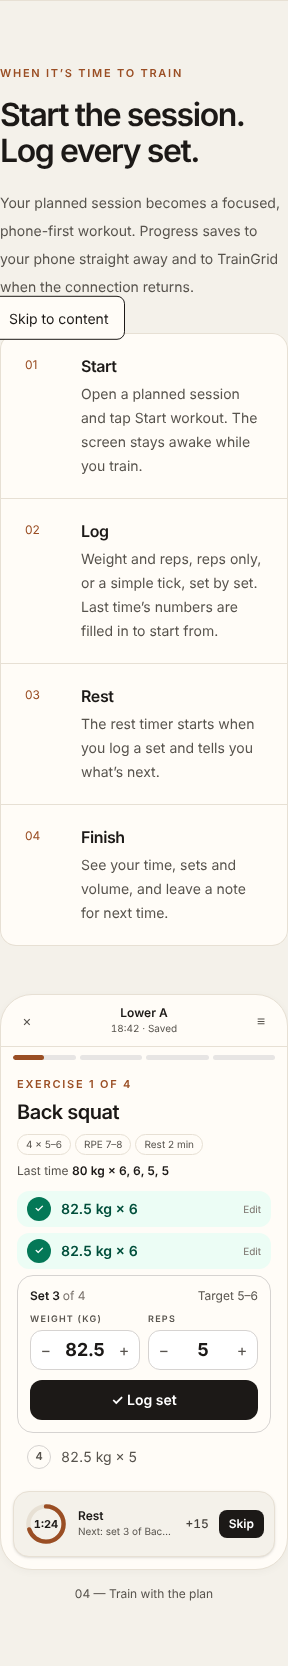 WHEN IT’S TIME TO TRAIN
Start the session.
Log every set.
Your planned session becomes a focused,
phone-first workout. Progress saves to
your phone straight away and to TrainGrid
when the connection returns.
Skip to content
01
Start
Open a planned session
and tap Start workout. The
screen stays awake while
you train.
02
Log
Weight and reps, reps only,
or a simple tick, set by set.
Last time’s numbers are
filled in to start from.
03
Rest
The rest timer starts when
you log a set and tells you
what’s next.
04
Finish
See your time, sets and
volume, and leave a note
for next time.
× Lower A ≡
18:42 · Saved
EXERCISE 1 OF 4
Back squat
4 × 5–6 RPE 7–8 Rest 2 min
Last time 80 kg × 6, 6, 5, 5
✓ 82.5 kg × 6 Edit
✓ 82.5 kg × 6 Edit
Set 3 of 4 Target 5–6
WEIGHT (KG) REPS
− 82.5 + − 5 +
✓ Log set
4 82.5 kg × 5
1:24 Rest +15 Skip
Next: set 3 of Bac…
04 — Train with the plan